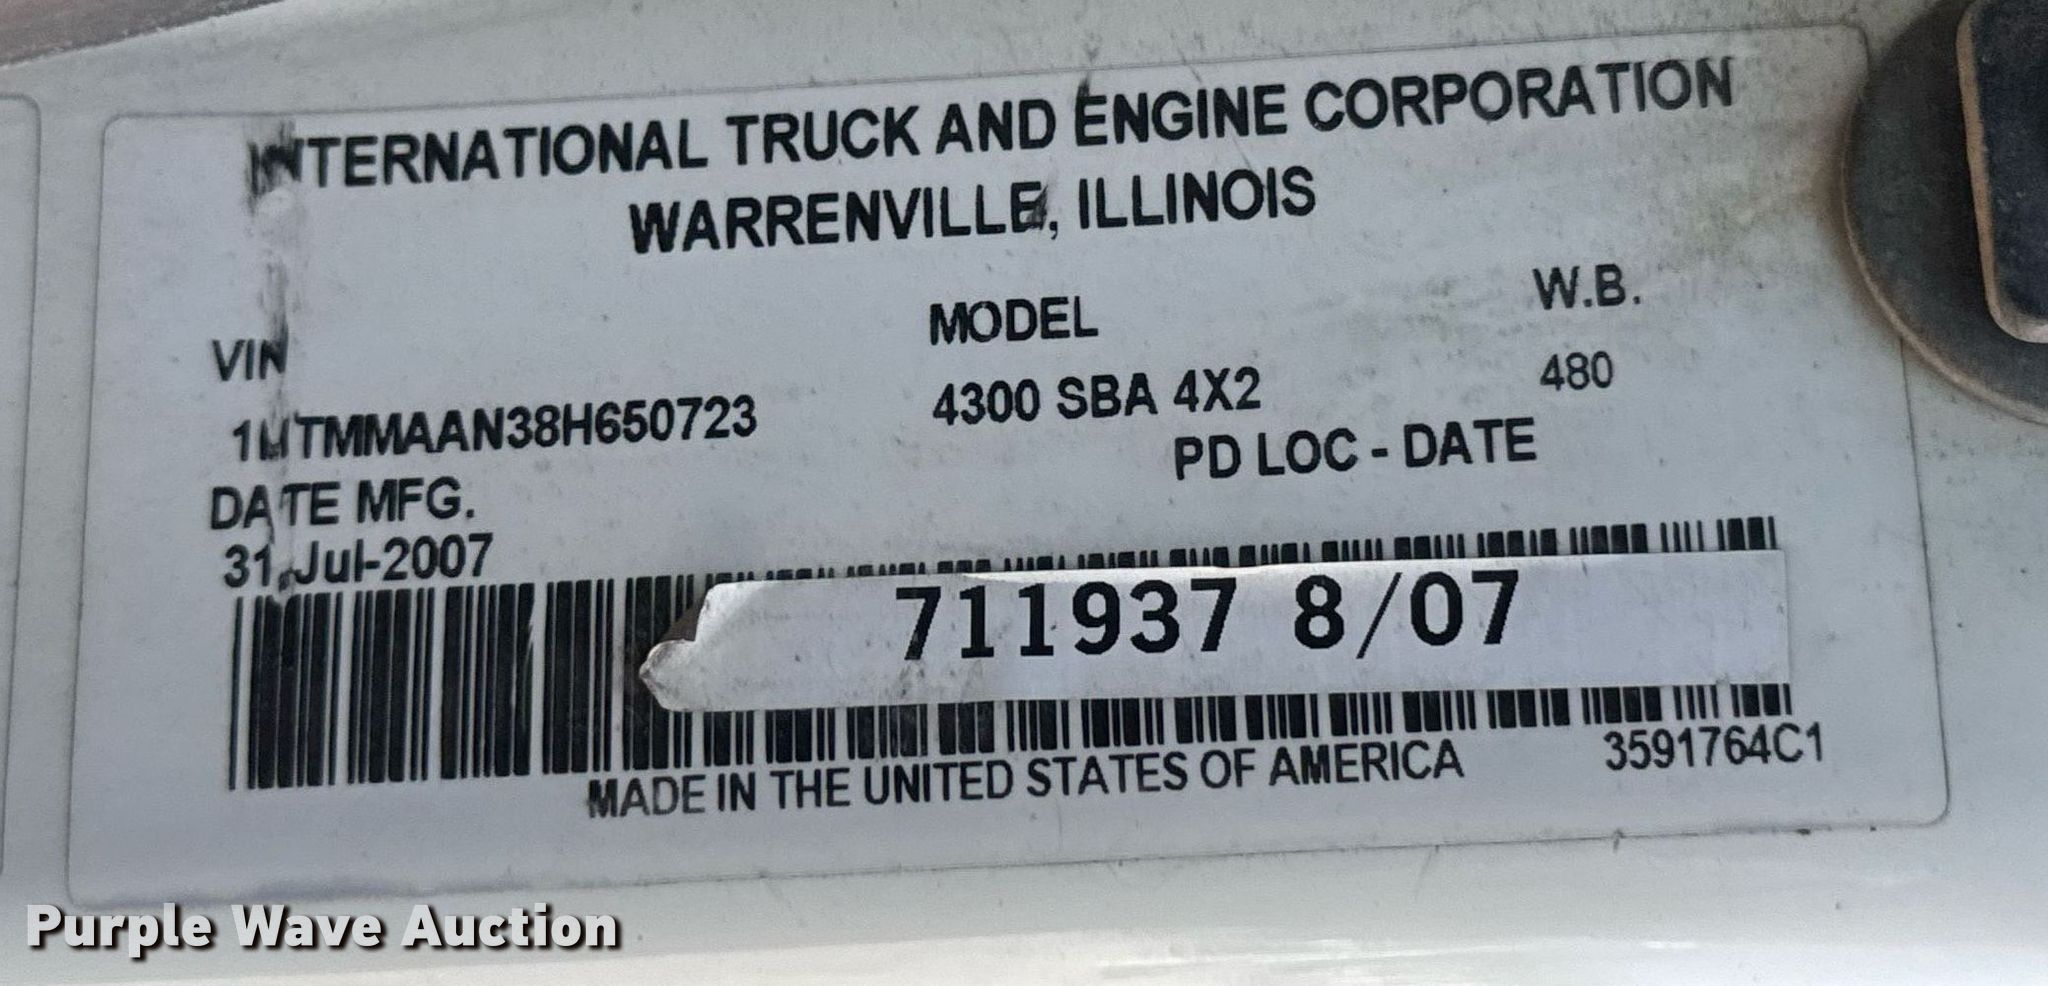 INTERNATIONAL TRUCK AND ENGINE CORPORATION
WARRENVILLE, ILLINOIS
VIN MODEL W.B.
1HTMMAAN38H650723 4300 SBA 4X2 480
DATE MFG. PD LOC - DATE
31-Jul-2007
711937 8/07
MADE IN THE UNITED STATES OF AMERICA 3591764C1
Purple Wave Auction